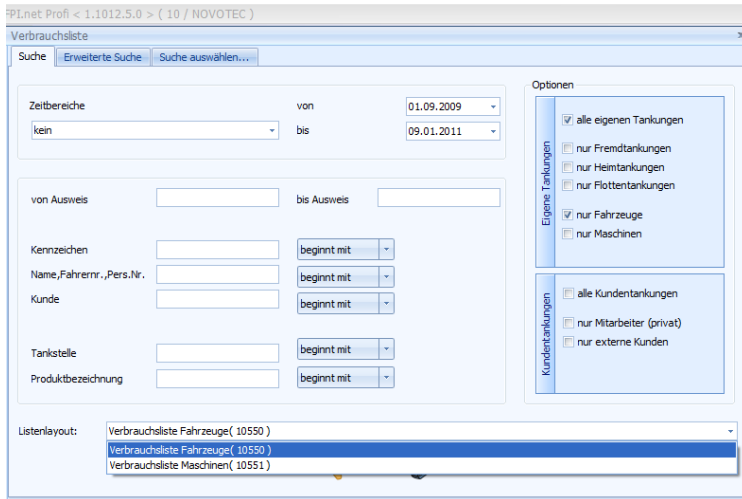 FPI.net Profi < 1.1012.5.0 > ( 10 / NOVOTEC )
Verbrauchsliste
Suche Erweiterte Suche Suche auswählen...
Zeitbereiche von 01.09.2009
kein bis 09.01.2011
von Ausweis bis Ausweis
Kennzeichen beginnt mit
Name,Fahrernr.,Pers.Nr. beginnt mit
Kunde beginnt mit
Tankstelle beginnt mit
Produktbezeichnung beginnt mit
Optionen
Eigene Tankungen
alle eigenen Tankungen
nur Fremdtankungen
nur Heimtankungen
nur Flottentankungen
nur Fahrzeuge
nur Maschinen
Kundentankungen
alle Kundentankungen
nur Mitarbeiter (privat)
nur externe Kunden
Listenlayout: Verbrauchsliste Fahrzeuge( 10550 )
Verbrauchsliste Fahrzeuge( 10550 )
Verbrauchsliste Maschinen( 10551 )